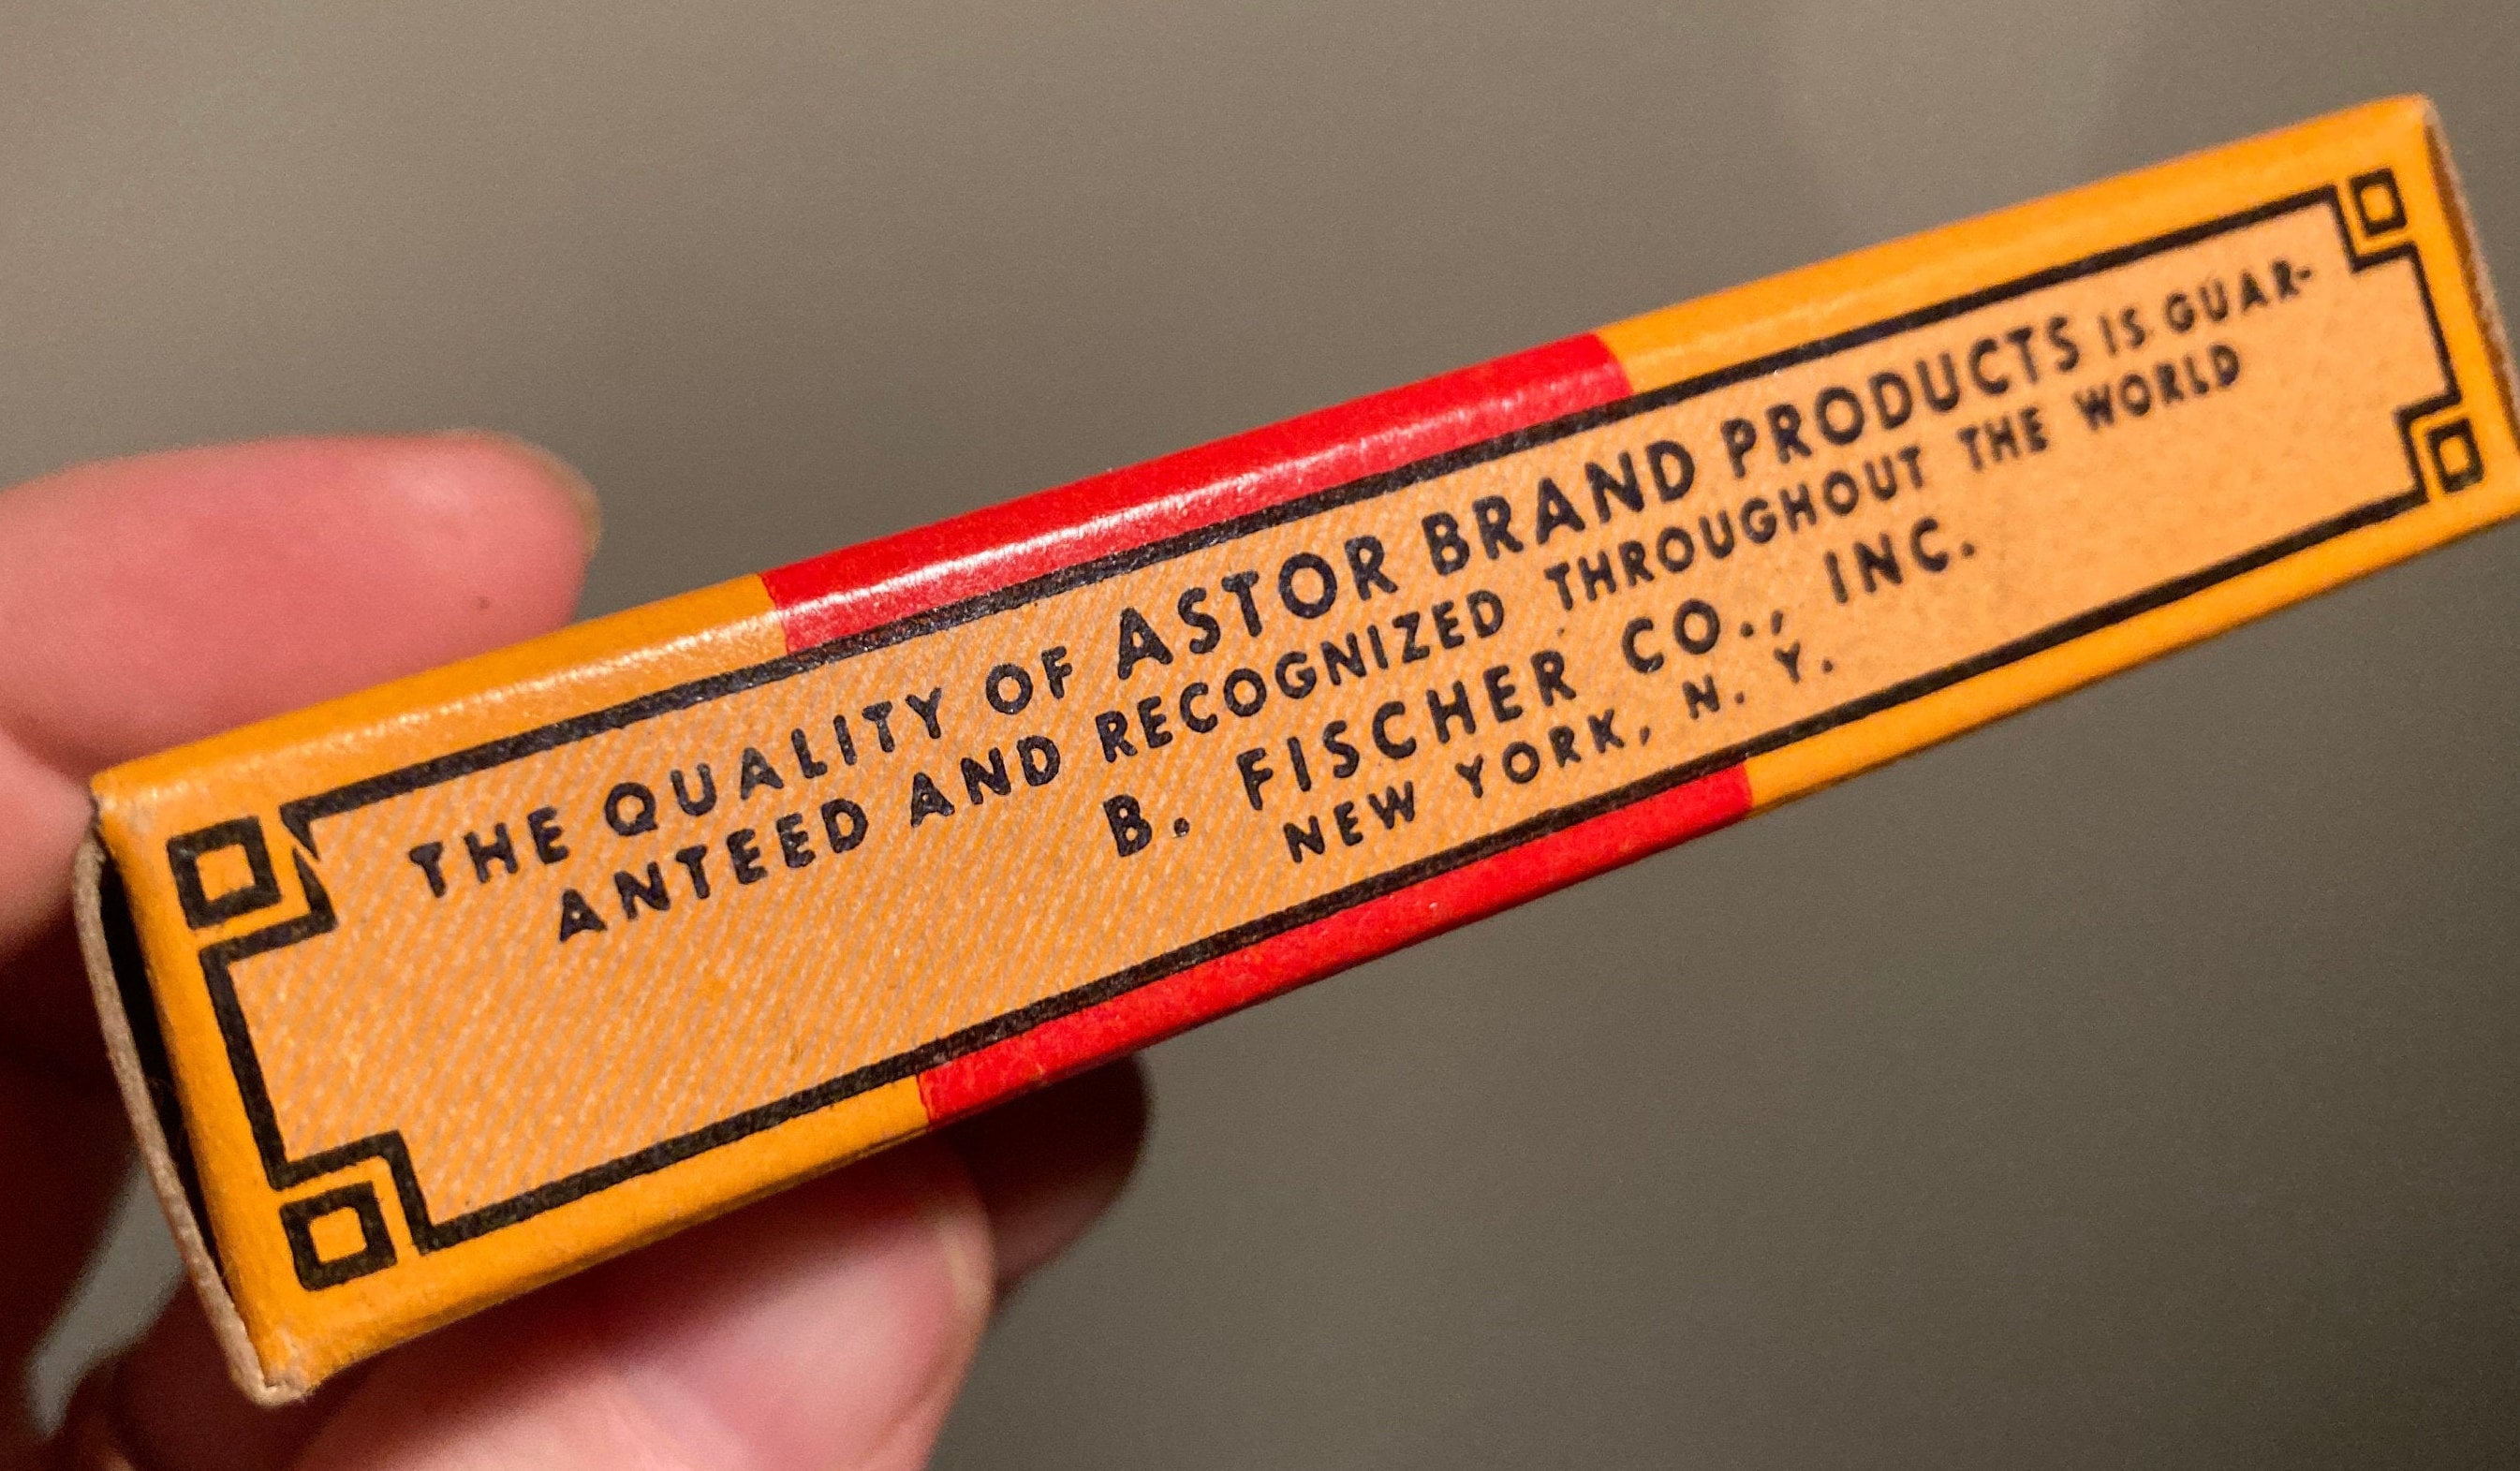 THE QUALITY OF ASTOR BRAND PRODUCTS IS GUAR-
ANTEED AND RECOGNIZED THROUGHOUT THE WORLD
B. FISCHER CO., INC.
NEW YORK, N. Y.